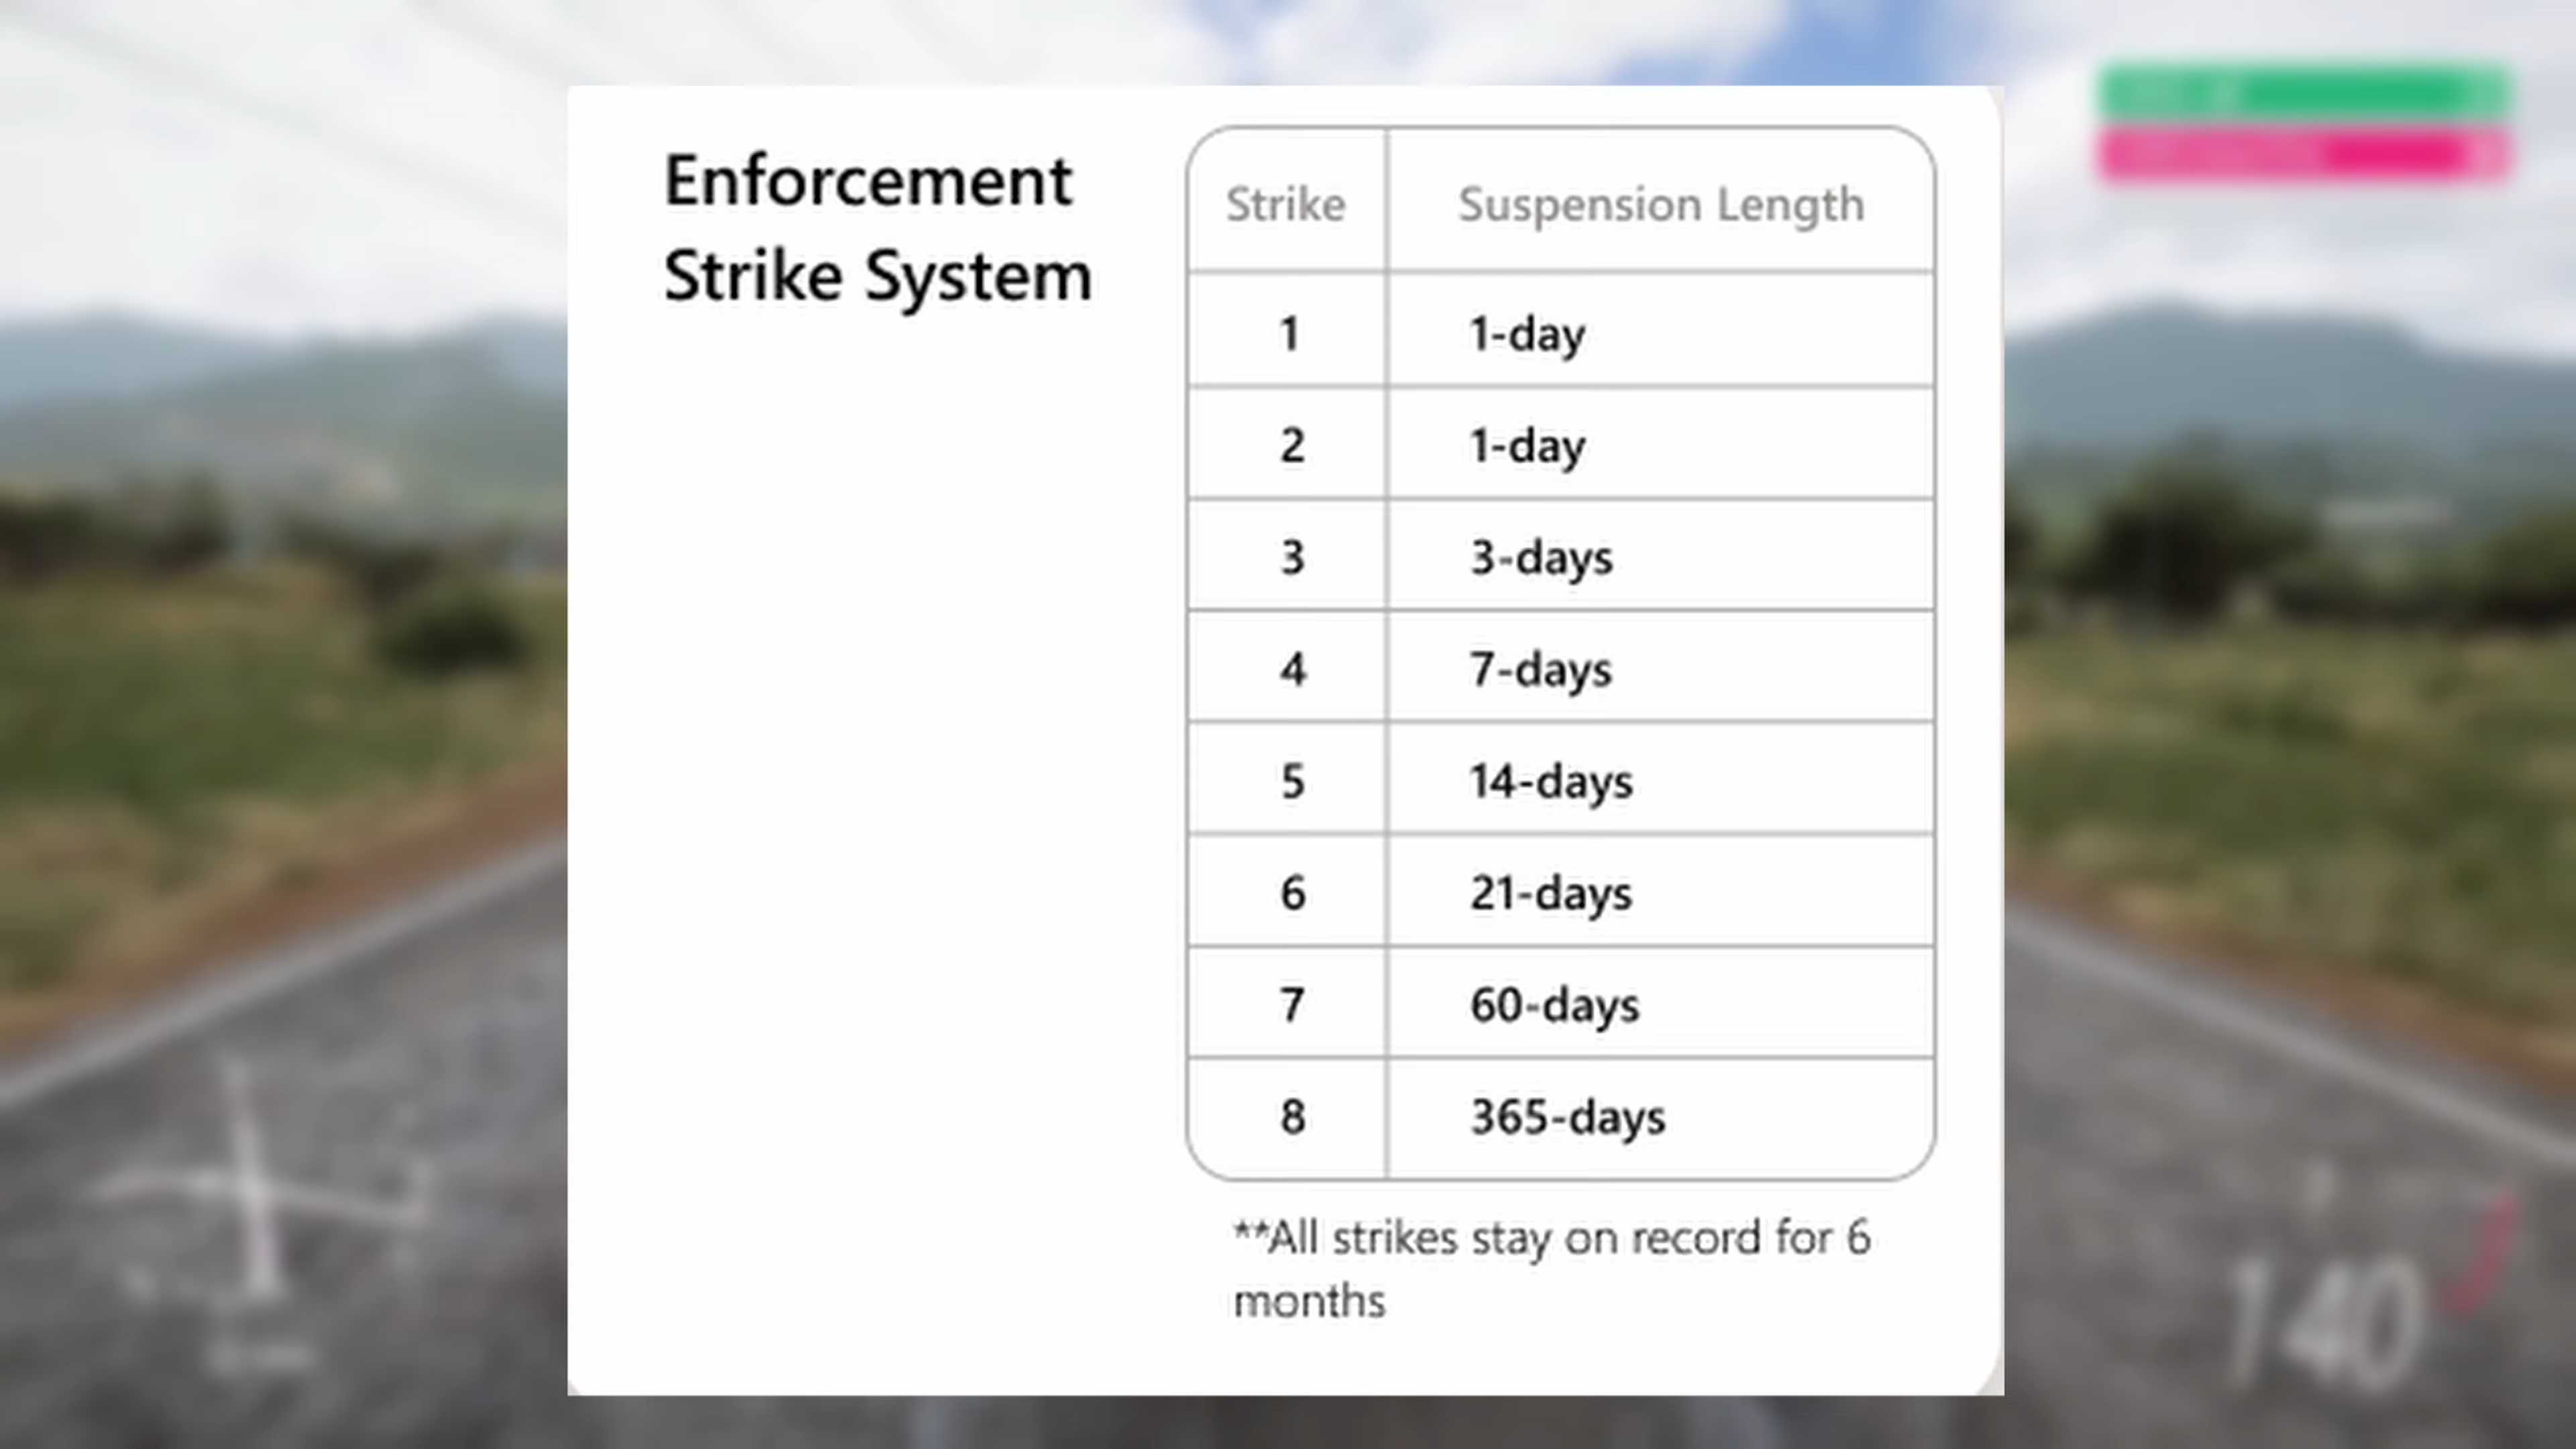 Enforcement
Strike System
Strike Suspension Length
1 1-day
2 1-day
3 3-days
4 7-days
5 14-days
6 21-days
7 60-days
8 365-days
**All strikes stay on record for 6
months
140